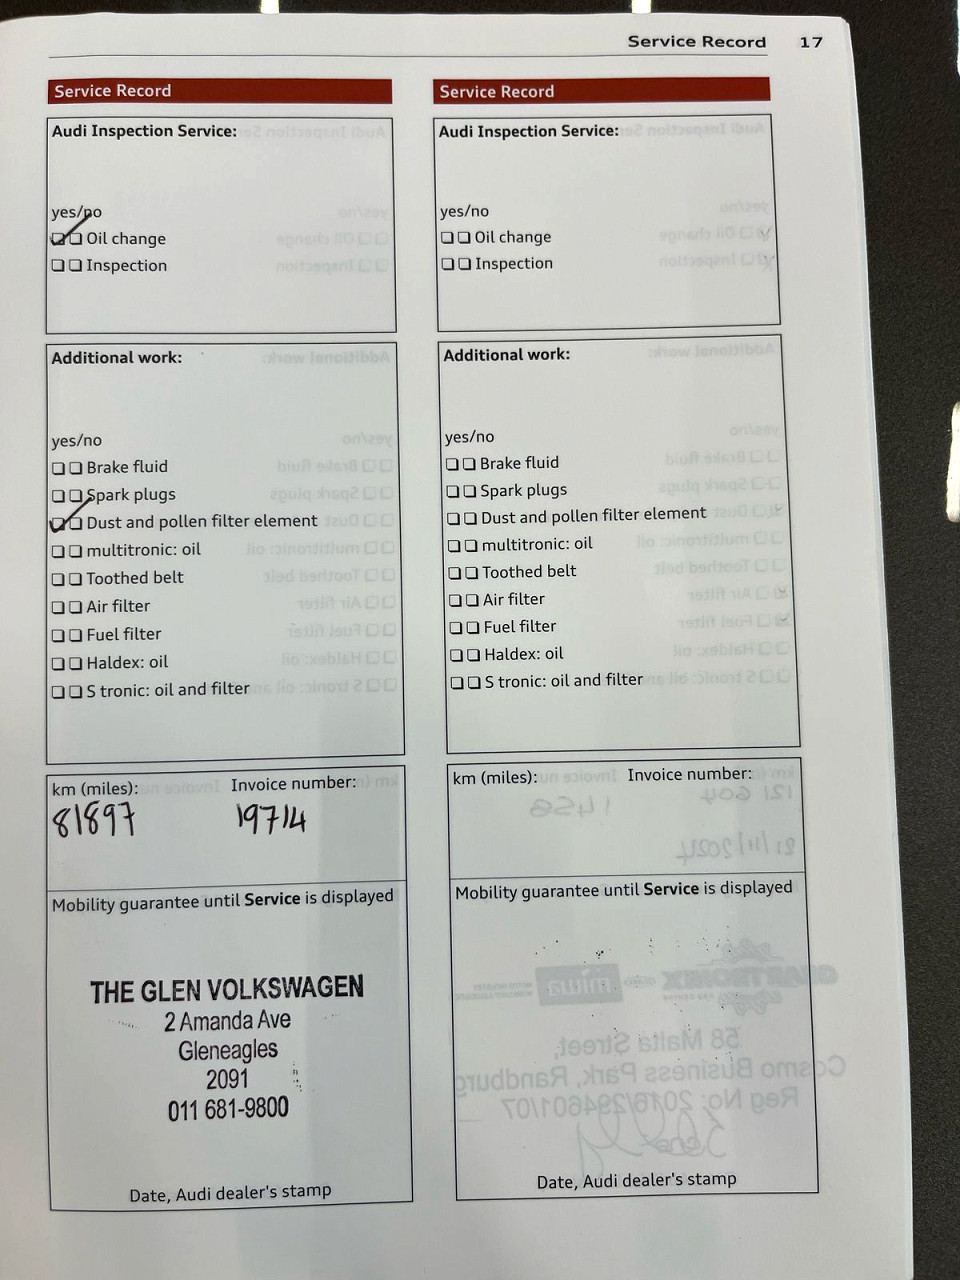 Service Record 17
Service Record
Audi Inspection Service:
yes/no
Oil change
Inspection
Additional work:
yes/no
Brake fluid
Spark plugs
Dust and pollen filter element
multitronic: oil
Toothed belt
Air filter
Fuel filter
Haldex: oil
S tronic: oil and filter
km (miles): Invoice number:
81897 19714
Mobility guarantee until Service is displayed
THE GLEN VOLKSWAGEN
2 Amanda Ave
Gleneagles
2091
011 681-9800
Date, Audi dealer's stamp
Service Record
Audi Inspection Service:
yes/no
Oil change
Inspection
Additional work:
yes/no
Brake fluid
Spark plugs
Dust and pollen filter element
multitronic: oil
Toothed belt
Air filter
Fuel filter
Haldex: oil
S tronic: oil and filter
km (miles): Invoice number:
Mobility guarantee until Service is displayed
Date, Audi dealer's stamp